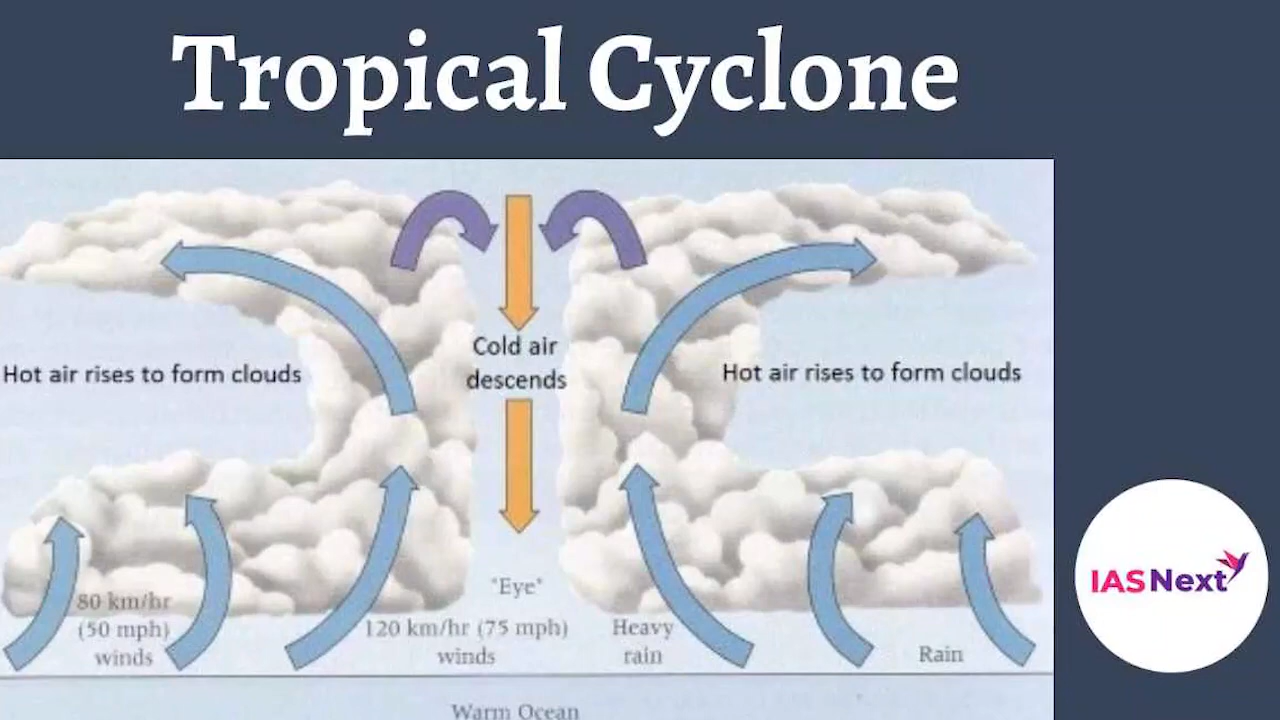 Tropical Cyclone
Cold air
descends
Hot air rises to form clouds
Hot air rises to form clouds
"Eye"
80 km/hr
(50 mph)
winds
120 km/hr (75 mph)
winds
Heavy
rain
Rain
Warm Ocean
IASNext